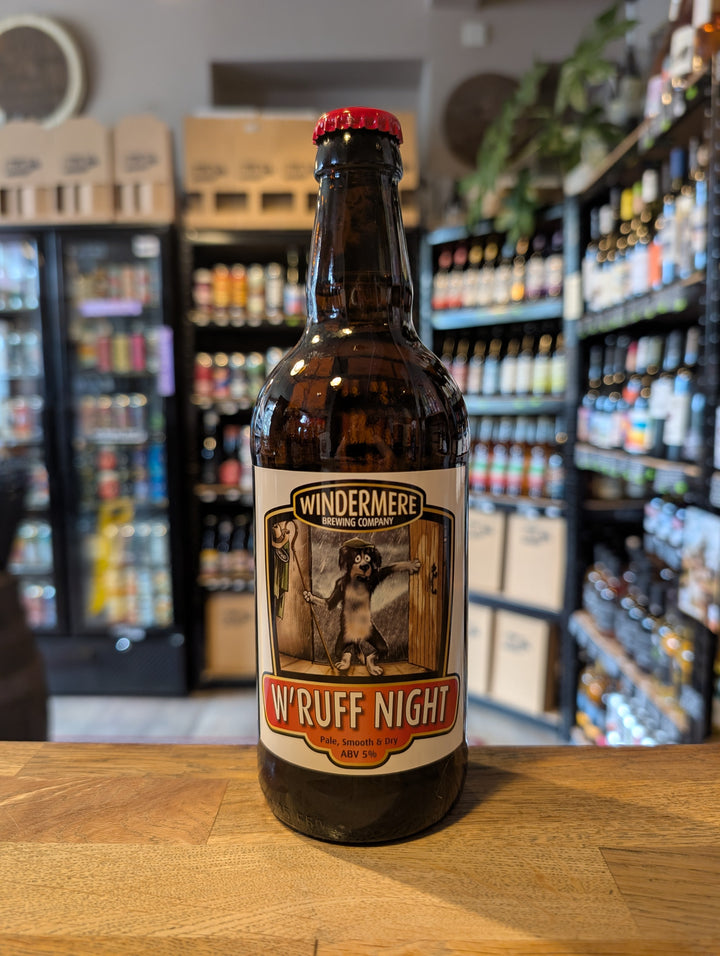 WINDERMERE
BREWING COMPANY
W'RUFF NIGHT
Pale, Smooth & Dry
ABV 5%